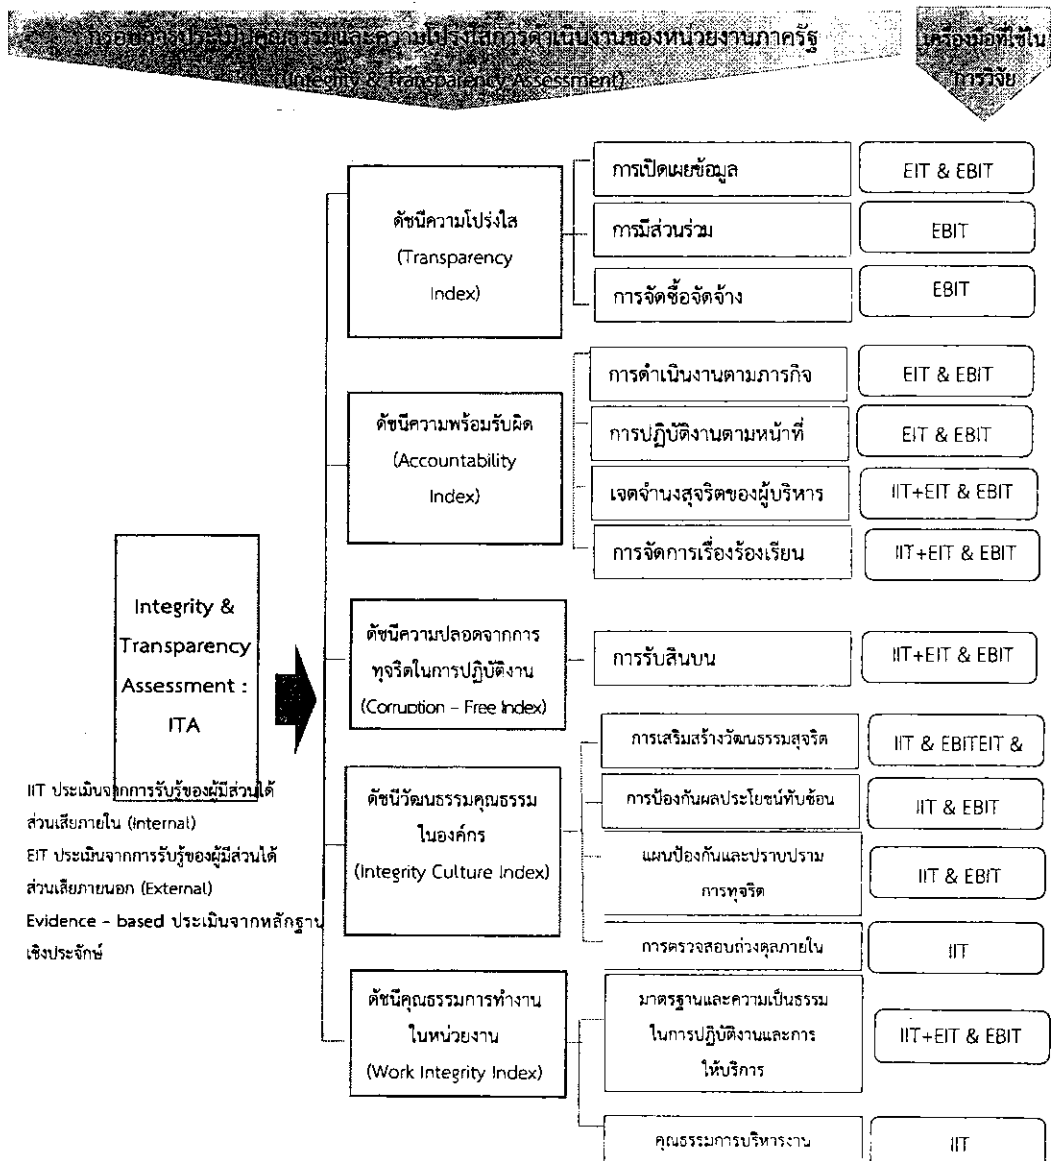 กรอบการประเมินคุณธรรมและความโปร่งใสการดำเนินงานของหน่วยงานภาครัฐ
(Integrity & Transparency Assessment)
เครื่องมือที่ใช้ใน
การวิจัย
ดัชนีความโปร่งใส
(Transparency
Index)
การเปิดเผยข้อมูล
EIT & EBIT
การมีส่วนร่วม
EBIT
การจัดซื้อจัดจ้าง
EBIT
ดัชนีความพร้อมรับผิด
(Accountability
Index)
การดำเนินงานตามภารกิจ
EIT & EBIT
การปฏิบัติงานตามหน้าที่
EIT & EBIT
เจตจำนงสุจริตของผู้บริหาร
IIT+EIT & EBIT
การจัดการเรื่องร้องเรียน
IIT+EIT & EBIT
Integrity &
Transparency
Assessment :
ITA
ดัชนีความปลอดจากการ
ทุจริตในการปฏิบัติงาน
(Corruption – Free Index)
การรับสินบน
IIT+EIT & EBIT
ดัชนีวัฒนธรรมคุณธรรม
ในองค์กร
(Integrity Culture Index)
การเสริมสร้างวัฒนธรรมสุจริต
IIT & EBITEIT &
การป้องกันผลประโยชน์ทับซ้อน
IIT & EBIT
แผนป้องกันและปราบปราม
การทุจริต
IIT & EBIT
การตรวจสอบถ่วงดุลภายใน
IIT
ดัชนีคุณธรรมการทำงาน
ในหน่วยงาน
(Work Integrity Index)
มาตรฐานและความเป็นธรรม
ในการปฏิบัติงานและการ
ให้บริการ
IIT+EIT & EBIT
คุณธรรมการบริหารงาน
IIT
IIT ประเมินจากการรับรู้ของผู้มีส่วนได้
ส่วนเสียภายใน (Internal)
EIT ประเมินจากการรับรู้ของผู้มีส่วนได้
ส่วนเสียภายนอก (External)
Evidence – based ประเมินจากหลักฐาน
เชิงประจักษ์